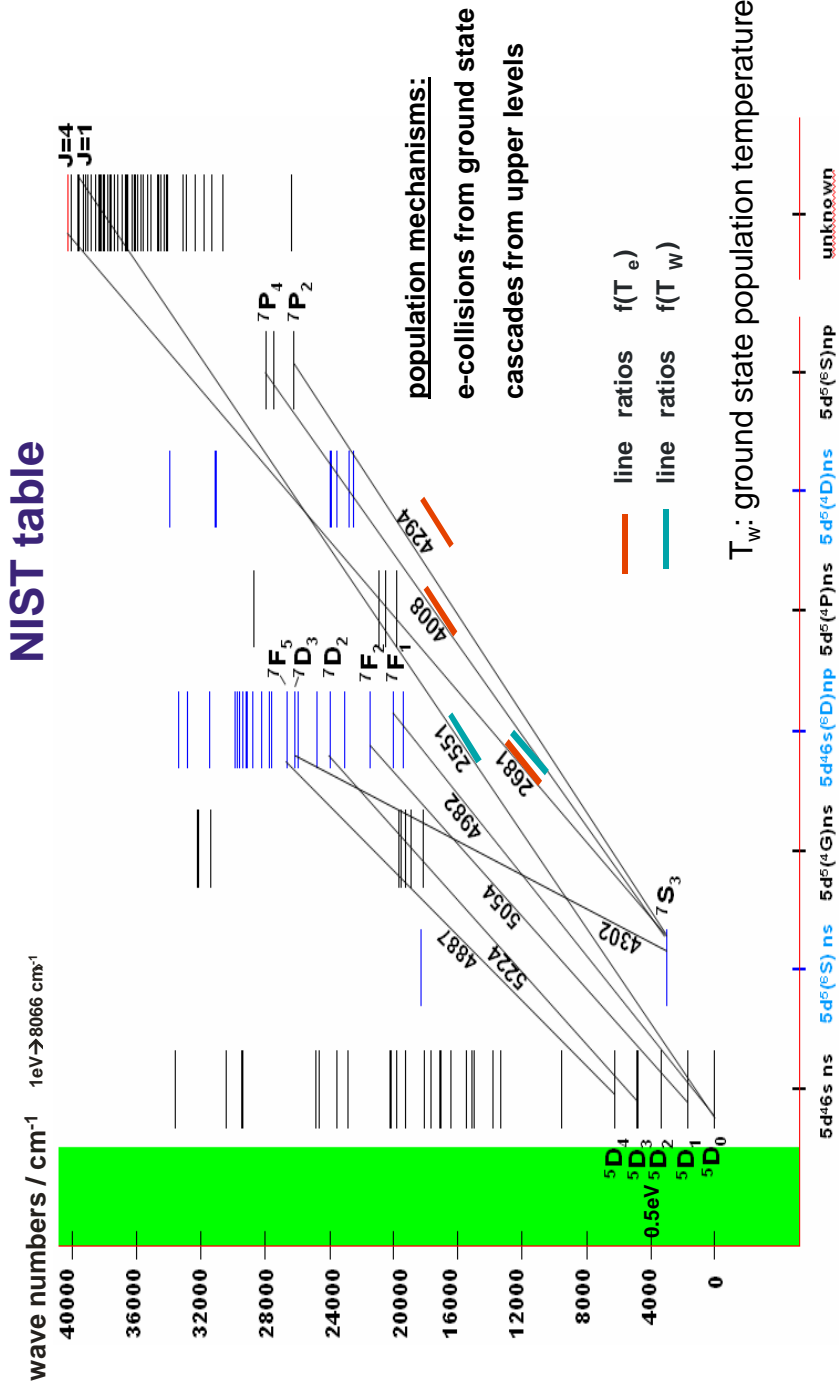 NIST table
wave numbers / cm⁻¹
1eV→8066 cm⁻¹
40000
36000
32000
28000
24000
20000
16000
12000
8000
4000
0
J=4
J=1
⁷P₄
⁷P₂
⁷F₅
⁷D₃
⁷D₂
⁷F₂
⁷F₁
⁷S₃
⁵D₄
⁵D₃
0.5eV ⁵D₂
⁵D₁
⁵D₀
4887
5224
5054
4982
4302
2551
2681
4008
4294
population mechanisms:
e-collisions from ground state
cascades from upper levels
line ratios f(Tₑ)
line ratios f(T_W)
T_w: ground state population temperature
5d⁴6s ns
5d⁵(⁶S) ns
5d⁵(⁴G)ns
5d⁴6s(⁶D)np
5d⁵(⁴P)ns
5d⁵(⁴D)ns
5d⁵(⁶S)np
unknown